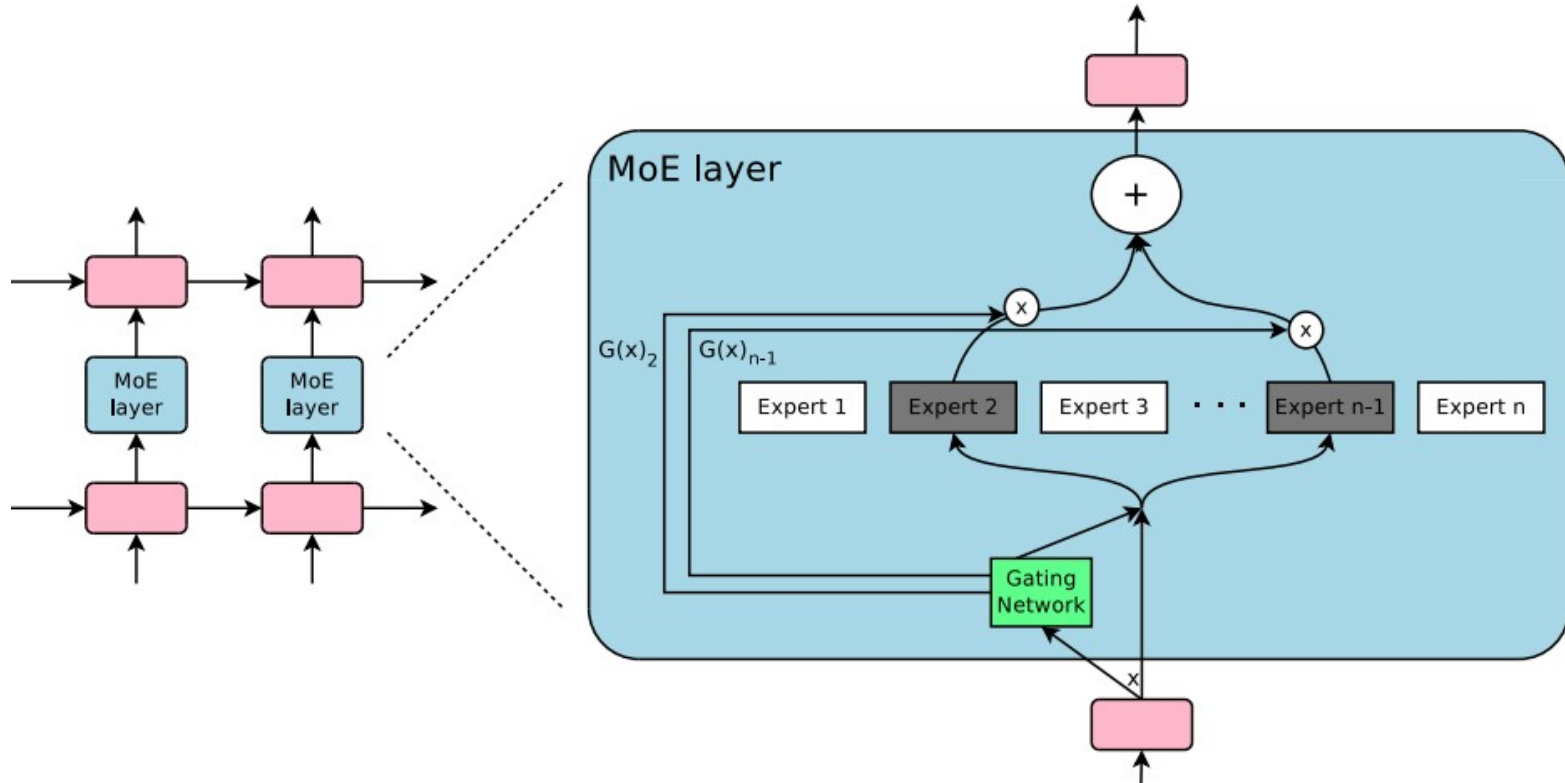 MoE layer
+
x
x
G(x)2
G(x)n-1
MoE
layer
MoE
layer
Expert 1
Expert 2
Expert 3
. . .
Expert n-1
Expert n
Gating
Network
x